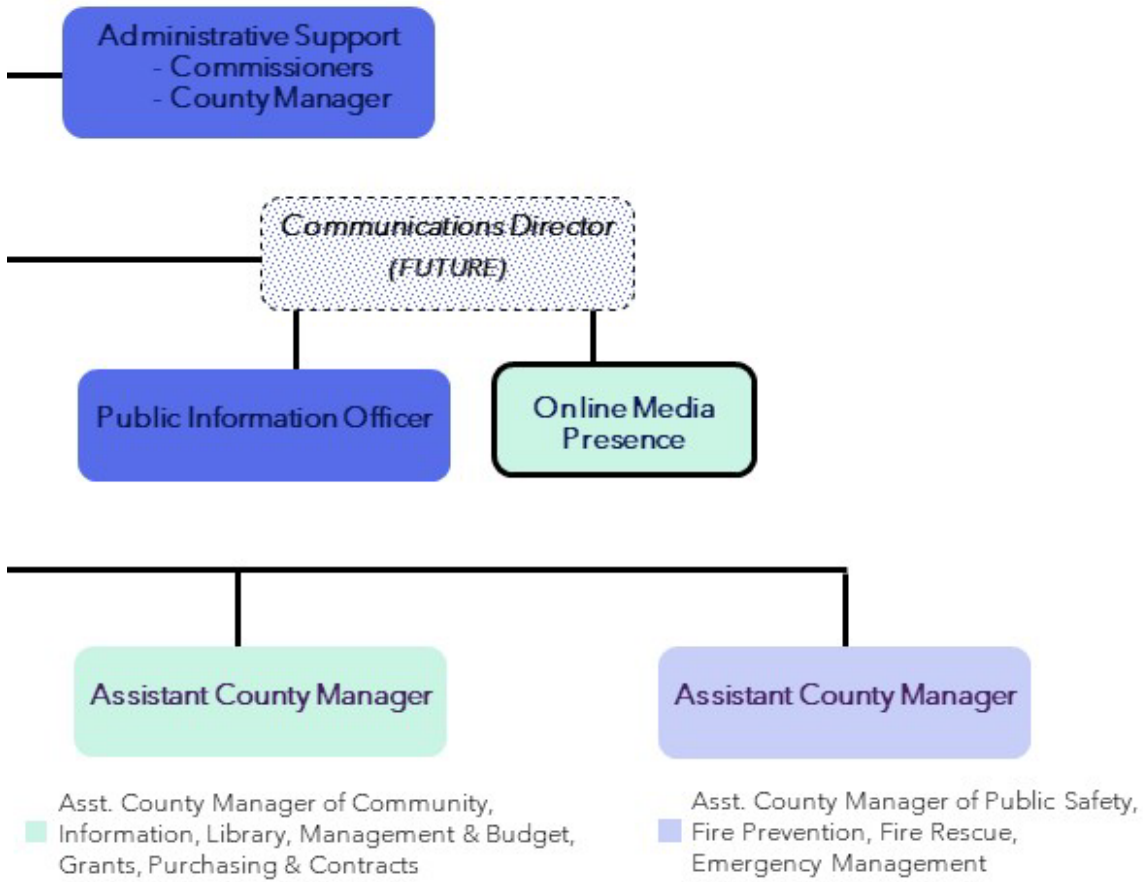 Administrative Support
- Commissioners
- County Manager
Communications Director
(FUTURE)
Public Information Officer
Online Media
Presence
Assistant County Manager
Assistant County Manager
Asst. County Manager of Community,
Information, Library, Management & Budget,
Grants, Purchasing & Contracts
Asst. County Manager of Public Safety,
Fire Prevention, Fire Rescue,
Emergency Management